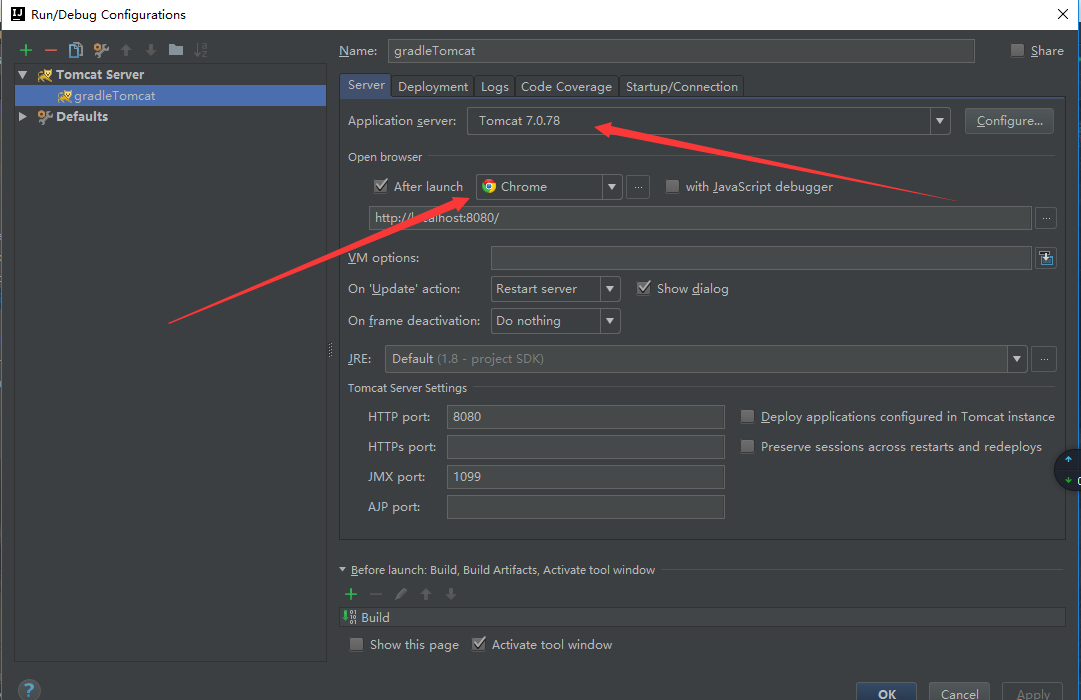 Run/Debug Configurations
Name: gradleTomcat Share
Tomcat Server
gradleTomcat
Defaults
Server Deployment Logs Code Coverage Startup/Connection
Application server: Tomcat 7.0.78 Configure...
Open browser
After launch Chrome ... with JavaScript debugger
http://localhost:8080/ ...
VM options:
On 'Update' action: Restart server Show dialog
On frame deactivation: Do nothing
JRE: Default (1.8 - project SDK) ...
Tomcat Server Settings
HTTP port: 8080 Deploy applications configured in Tomcat instance
HTTPs port: Preserve sessions across restarts and redeploys
JMX port: 1099
AJP port:
Before launch: Build, Build Artifacts, Activate tool window
Build
Show this page Activate tool window
? OK Cancel Apply